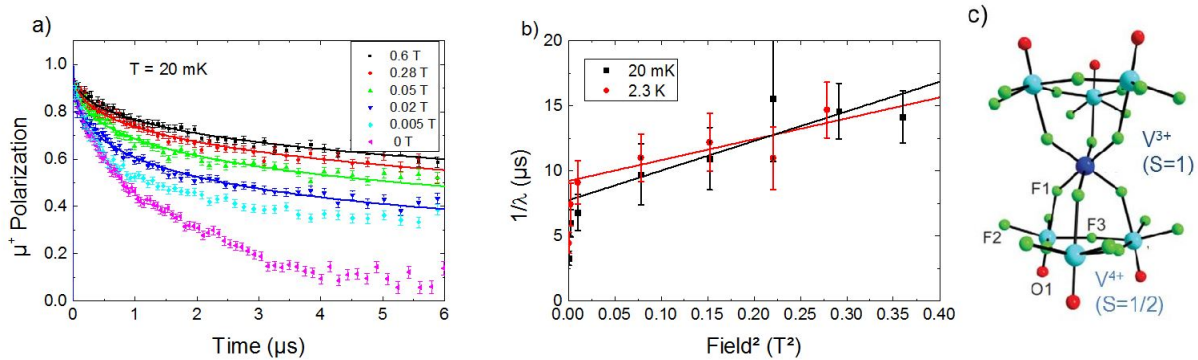 a)
T = 20 mK
0.6 T
0.28 T
0.05 T
0.02 T
0.005 T
0 T
1.0
0.8
0.6
0.4
0.2
0.0
μ⁺ Polarization
0 1 2 3 4 5 6
Time (μs)
b)
20 mK
2.3 K
20
15
10
5
0
1/λ (μs)
0.00 0.05 0.10 0.15 0.20 0.25 0.30 0.35 0.40
Field² (T²)
c)
V³⁺
(S=1)
F1
F2
F3
O1
V⁴⁺
(S=1/2)